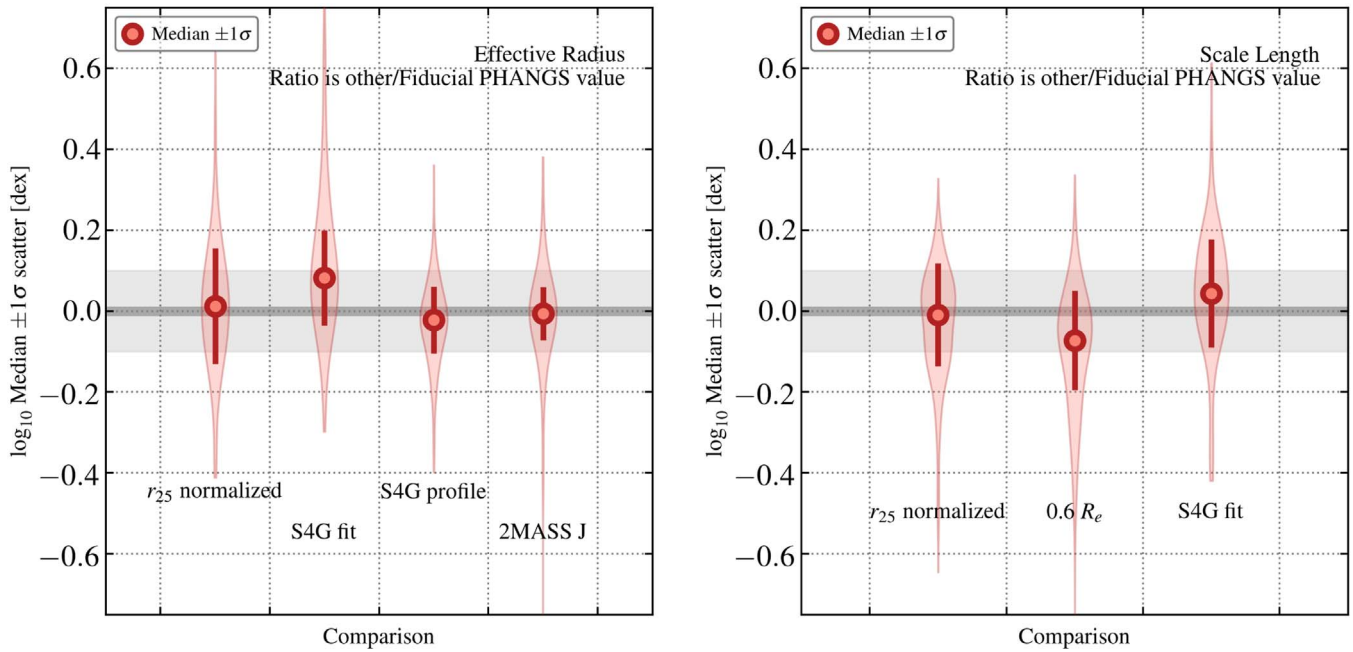 Median ±1σ
Effective Radius
Ratio is other/Fiducial PHANGS value
log₁₀ Median ±1σ scatter [dex]
0.6
0.4
0.2
0.0
−0.2
−0.4
−0.6
r₂₅ normalized
S4G fit
S4G profile
2MASS J
Comparison
Median ±1σ
Scale Length
Ratio is other/Fiducial PHANGS value
log₁₀ Median ±1σ scatter [dex]
0.6
0.4
0.2
0.0
−0.2
−0.4
−0.6
r₂₅ normalized
0.6 Rₑ
S4G fit
Comparison